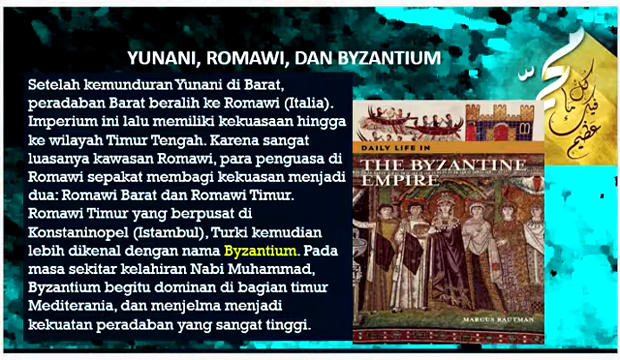 YUNANI, ROMAWI, DAN BYZANTIUM
Setelah kemunduran Yunani di Barat,
peradaban Barat beralih ke Romawi (Italia).
Imperium ini lalu memiliki kekuasaan hingga
ke wilayah Timur Tengah. Karena sangat
luasanya kawasan Romawi, para penguasa di
Romawi sepakat membagi kekuasan menjadi
dua: Romawi Barat dan Romawi Timur.
Romawi Timur yang berpusat di
Konstaninopel (Istambul), Turki kemudian
lebih dikenal dengan nama Byzantium. Pada
masa sekitar kelahiran Nabi Muhammad,
Byzantium begitu dominan di bagian timur
Mediterania, dan menjelma menjadi
kekuatan peradaban yang sangat tinggi.
DAILY LIFE IN
THE BYZANTINE
EMPIRE
MARCUS RAUTMAN